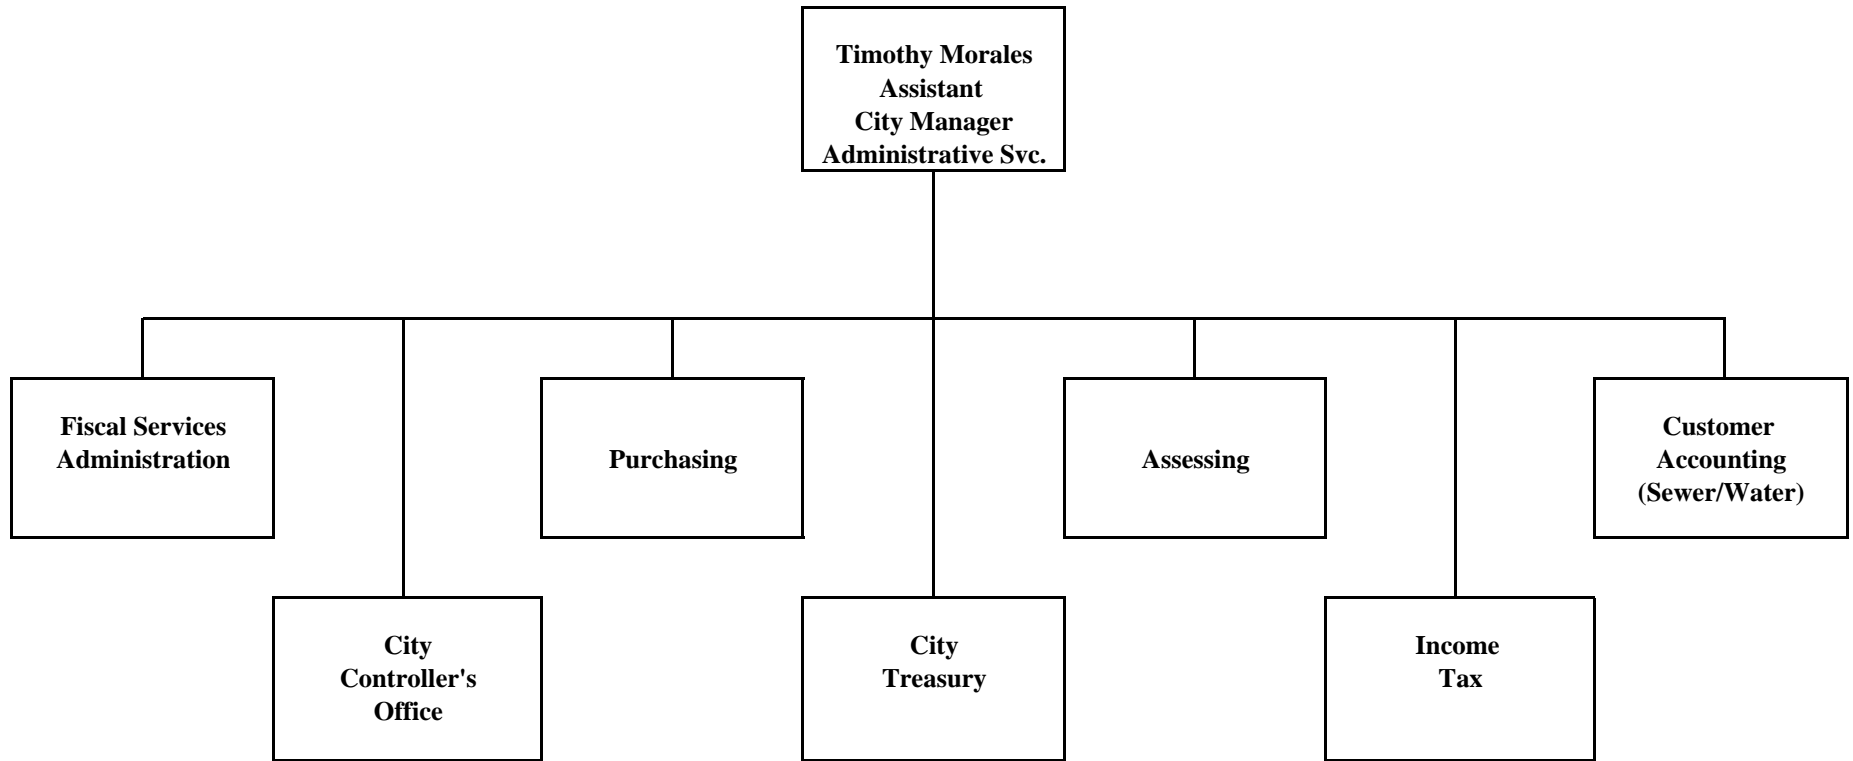 Timothy Morales
Assistant
City Manager
Administrative Svc.
Fiscal Services
Administration
Purchasing
Assessing
Customer
Accounting
(Sewer/Water)
City
Controller's
Office
City
Treasury
Income
Tax